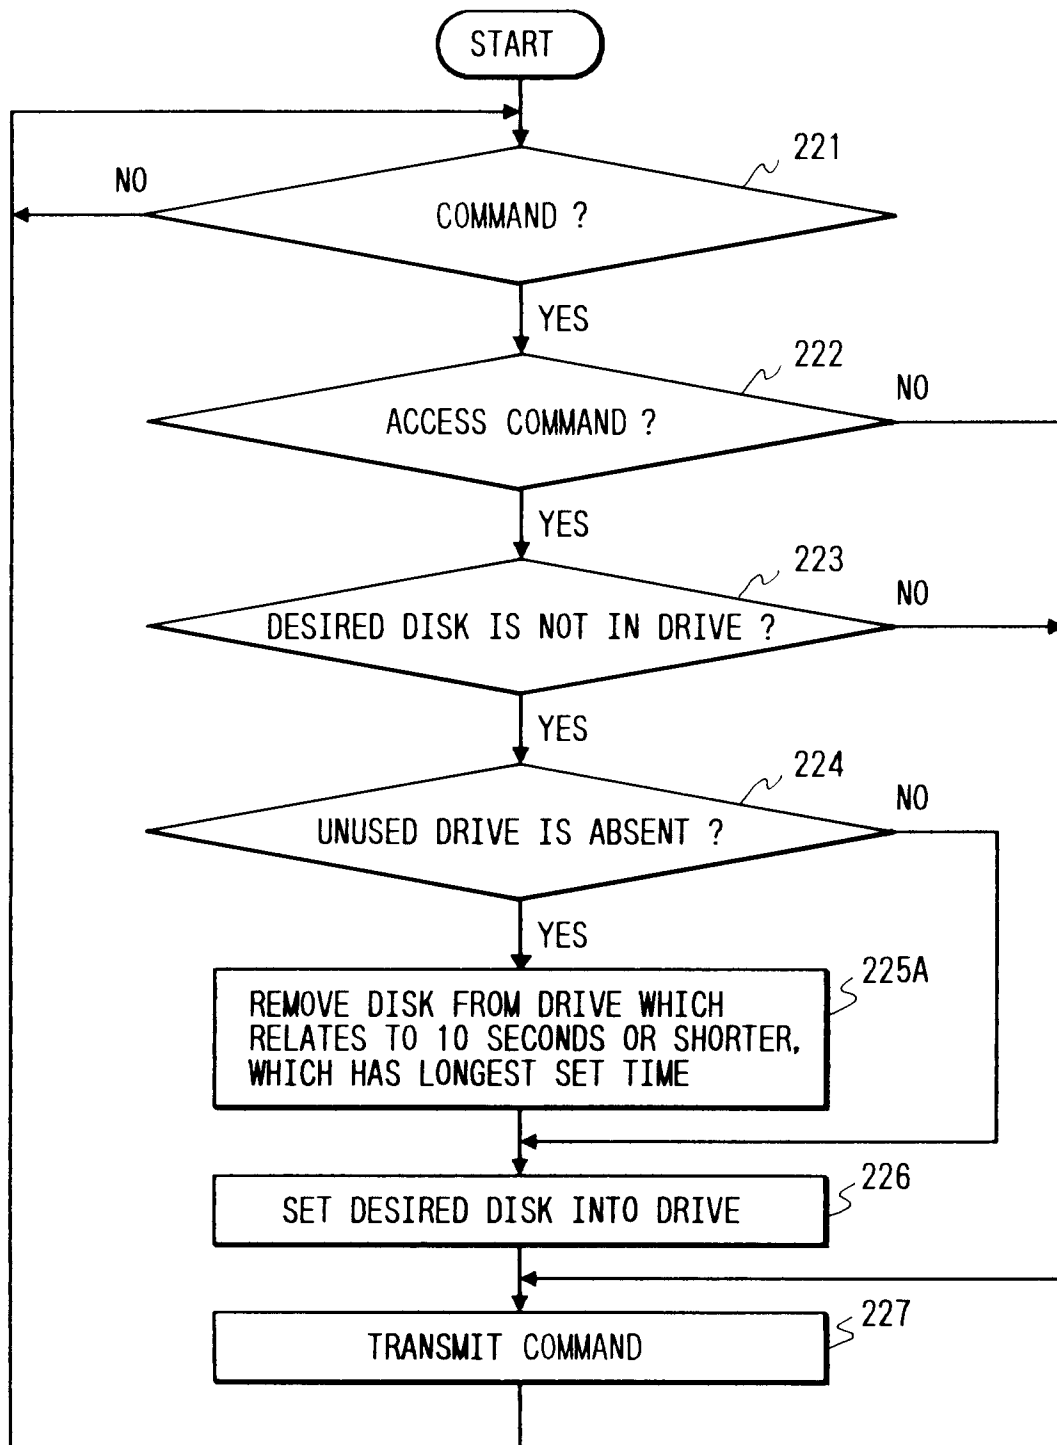 START
221
NO
COMMAND ?
YES
222
NO
ACCESS COMMAND ?
YES
223
NO
DESIRED DISK IS NOT IN DRIVE ?
YES
224
NO
UNUSED DRIVE IS ABSENT ?
YES
225A
REMOVE DISK FROM DRIVE WHICH
RELATES TO 10 SECONDS OR SHORTER,
WHICH HAS LONGEST SET TIME
226
SET DESIRED DISK INTO DRIVE
227
TRANSMIT COMMAND